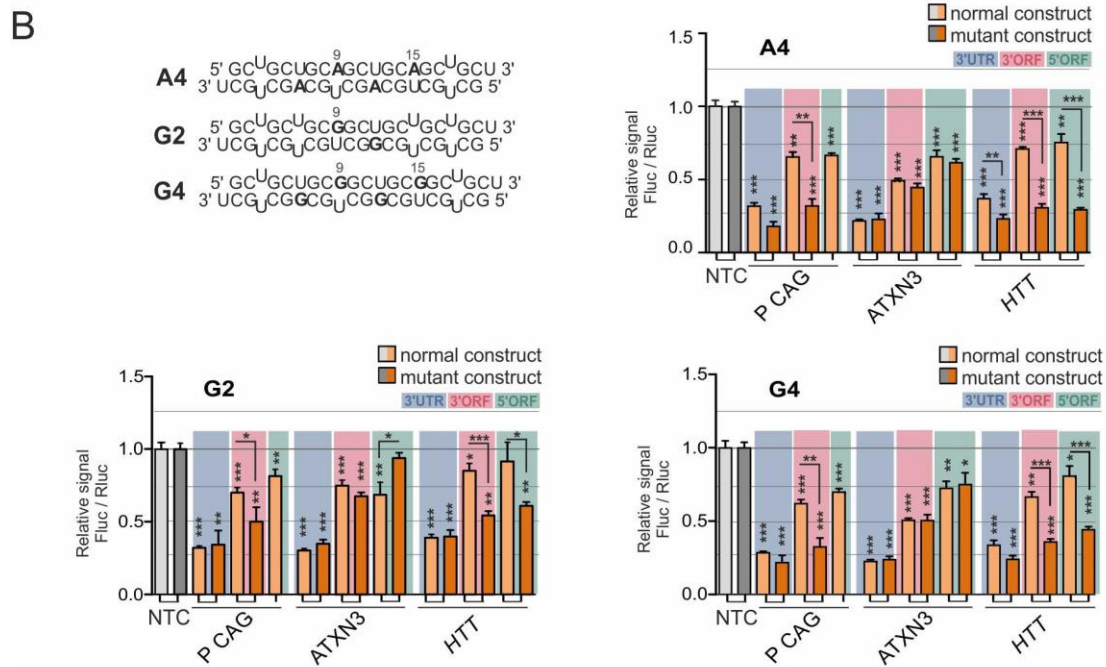 B
A4
9 15
5' GCUGCUGCAGCUGCAGCUGCU 3'
3' UCGUCGACGUCGACGUCGUCG 5'
G2
9
5' GCUGCUGCGGCUGCUGCUGCU 3'
3' UCGUCGUCGUCGGCGUCGUCG 5'
G4
9 15
5' GCUGCUGCGGCUGCGGCUGCU 3'
3' UCGUCGGCGUCGGCGUCGUCG 5'
normal construct
mutant construct
3'UTR 3'ORF 5'ORF
A4
Relative signal
Fluc / Rluc
1.5
1.0
0.5
0.0
*** *** ** ** *** *** *** *** *** *** *** *** *** ** *** ** *** *** ** *** ***
NTC P CAG ATXN3 HTT
normal construct
mutant construct
3'UTR 3'ORF 5'ORF
G2
Relative signal
Fluc / Rluc
1.5
1.0
0.5
0.0
*** ** *** * ** ** *** *** *** *** ** * *** *** * *** ** * **
NTC P CAG ATXN3 HTT
normal construct
mutant construct
3'UTR 3'ORF 5'ORF
G4
Relative signal
Fluc / Rluc
1.5
1.0
0.5
0.0
*** *** *** ** *** *** *** *** *** *** ** * *** *** ** *** *** * *** ***
NTC P CAG ATXN3 HTT